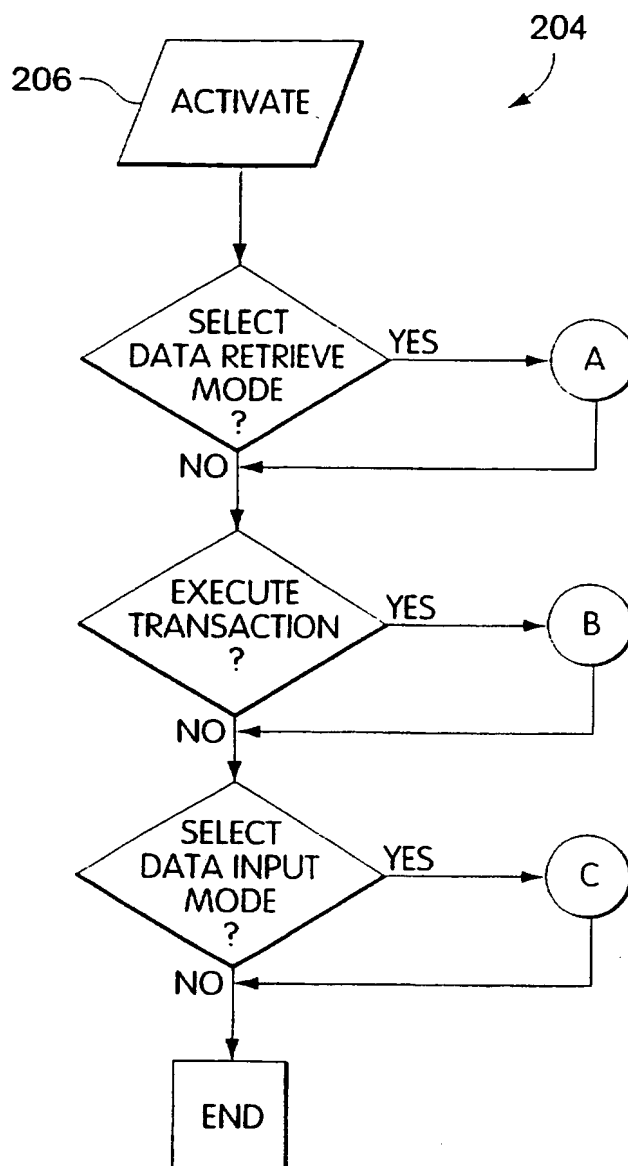 204
206
ACTIVATE
SELECT
DATA RETRIEVE
MODE
?
YES
A
NO
EXECUTE
TRANSACTION
?
YES
B
NO
SELECT
DATA INPUT
MODE
?
YES
C
NO
END